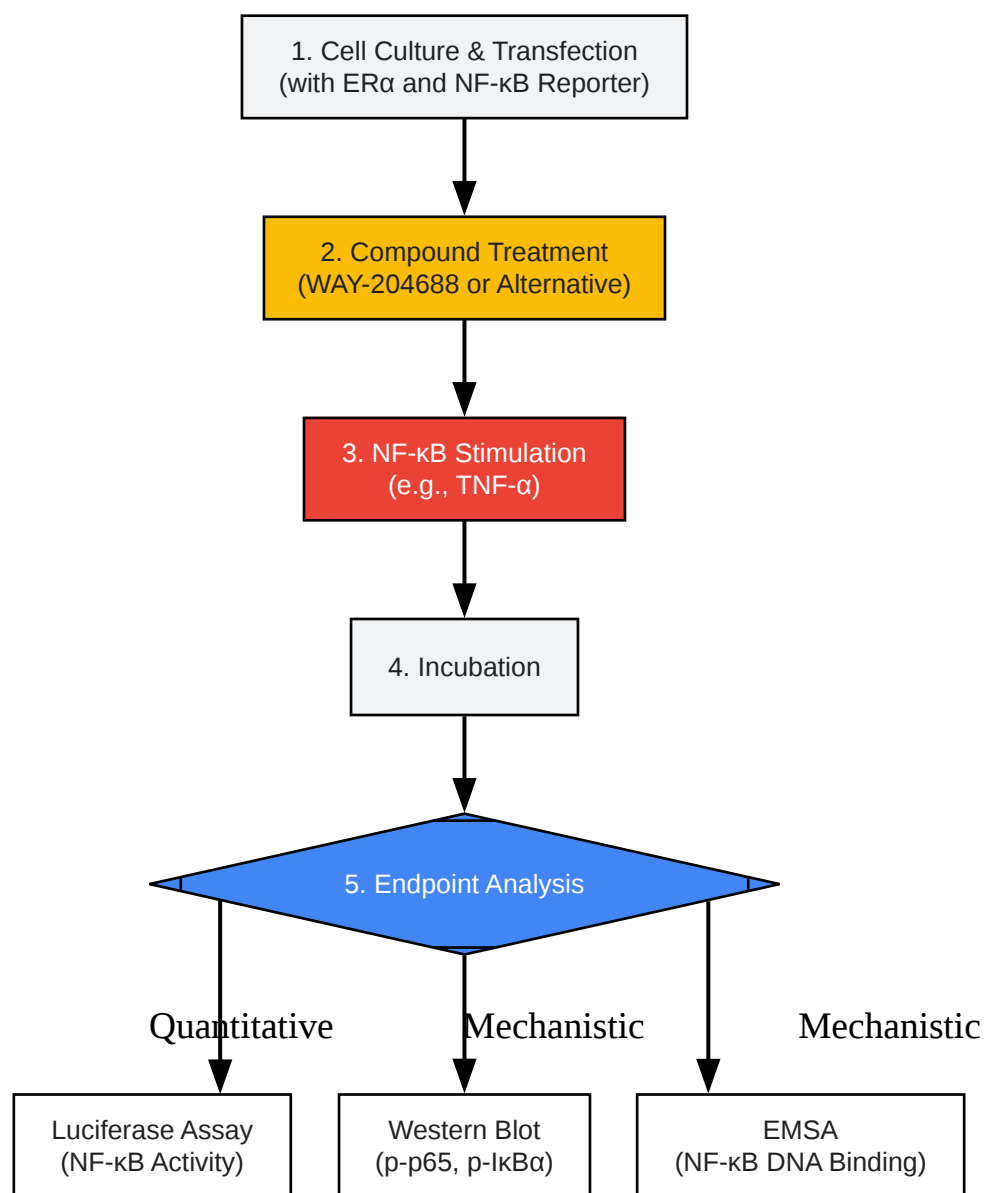 1. Cell Culture & Transfection
(with ERα and NF-κB Reporter)
2. Compound Treatment
(WAY-204688 or Alternative)
3. NF-κB Stimulation
(e.g., TNF-α)
4. Incubation
5. Endpoint Analysis
Quantitative
Mechanistic
Mechanistic
Luciferase Assay
(NF-κB Activity)
Western Blot
(p-p65, p-IκBα)
EMSA
(NF-κB DNA Binding)